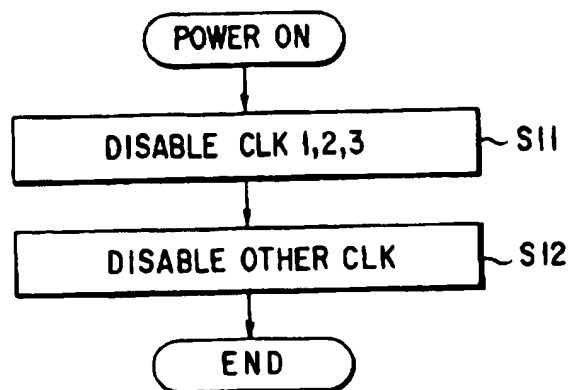 POWER ON
DISABLE CLK 1,2,3
S11
DISABLE OTHER CLK
S12
END